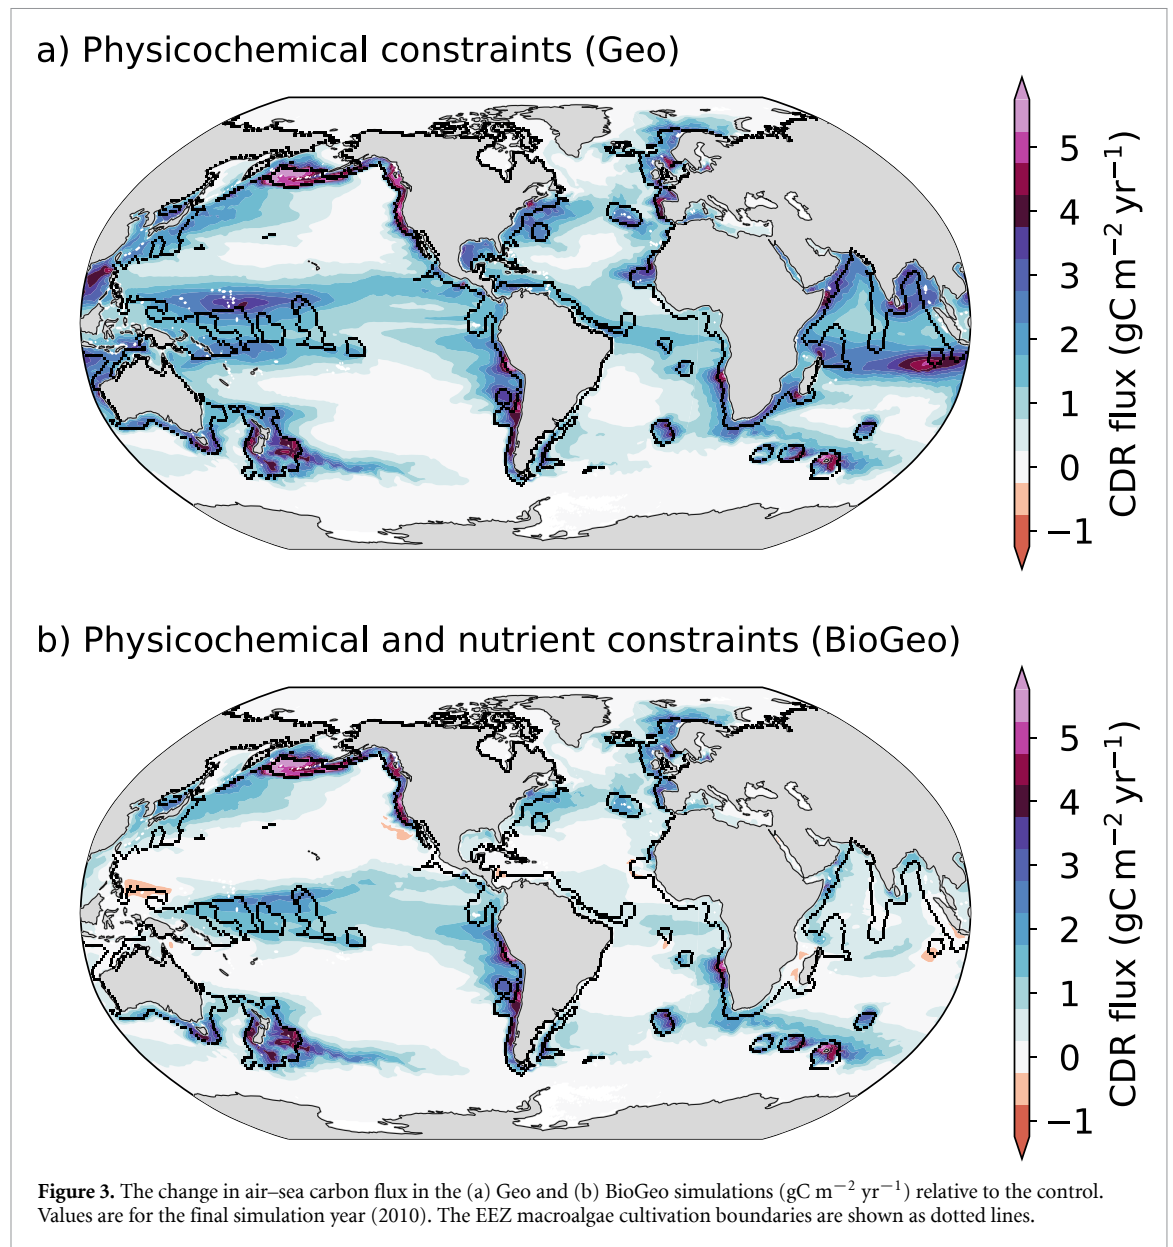 a) Physicochemical constraints (Geo)
5
4
3
2
1
0
−1
CDR flux (gC m⁻² yr⁻¹)
b) Physicochemical and nutrient constraints (BioGeo)
5
4
3
2
1
0
−1
CDR flux (gC m⁻² yr⁻¹)
Figure 3. The change in air–sea carbon flux in the (a) Geo and (b) BioGeo simulations (gC m⁻² yr⁻¹) relative to the control.
Values are for the final simulation year (2010). The EEZ macroalgae cultivation boundaries are shown as dotted lines.